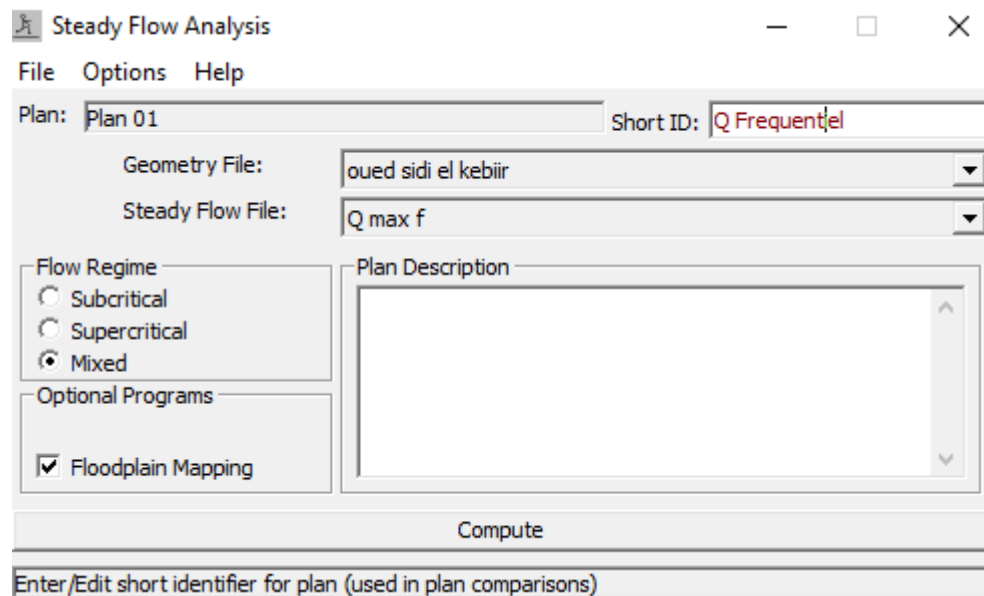 Steady Flow Analysis
File Options Help
Plan: Plan 01 Short ID: Q Frequentiel
Geometry File: oued sidi el kebiir
Steady Flow File: Q max f
Flow Regime Plan Description
Subcritical
Supercritical
Mixed
Optional Programs
Floodplain Mapping
Compute
Enter/Edit short identifier for plan (used in plan comparisons)